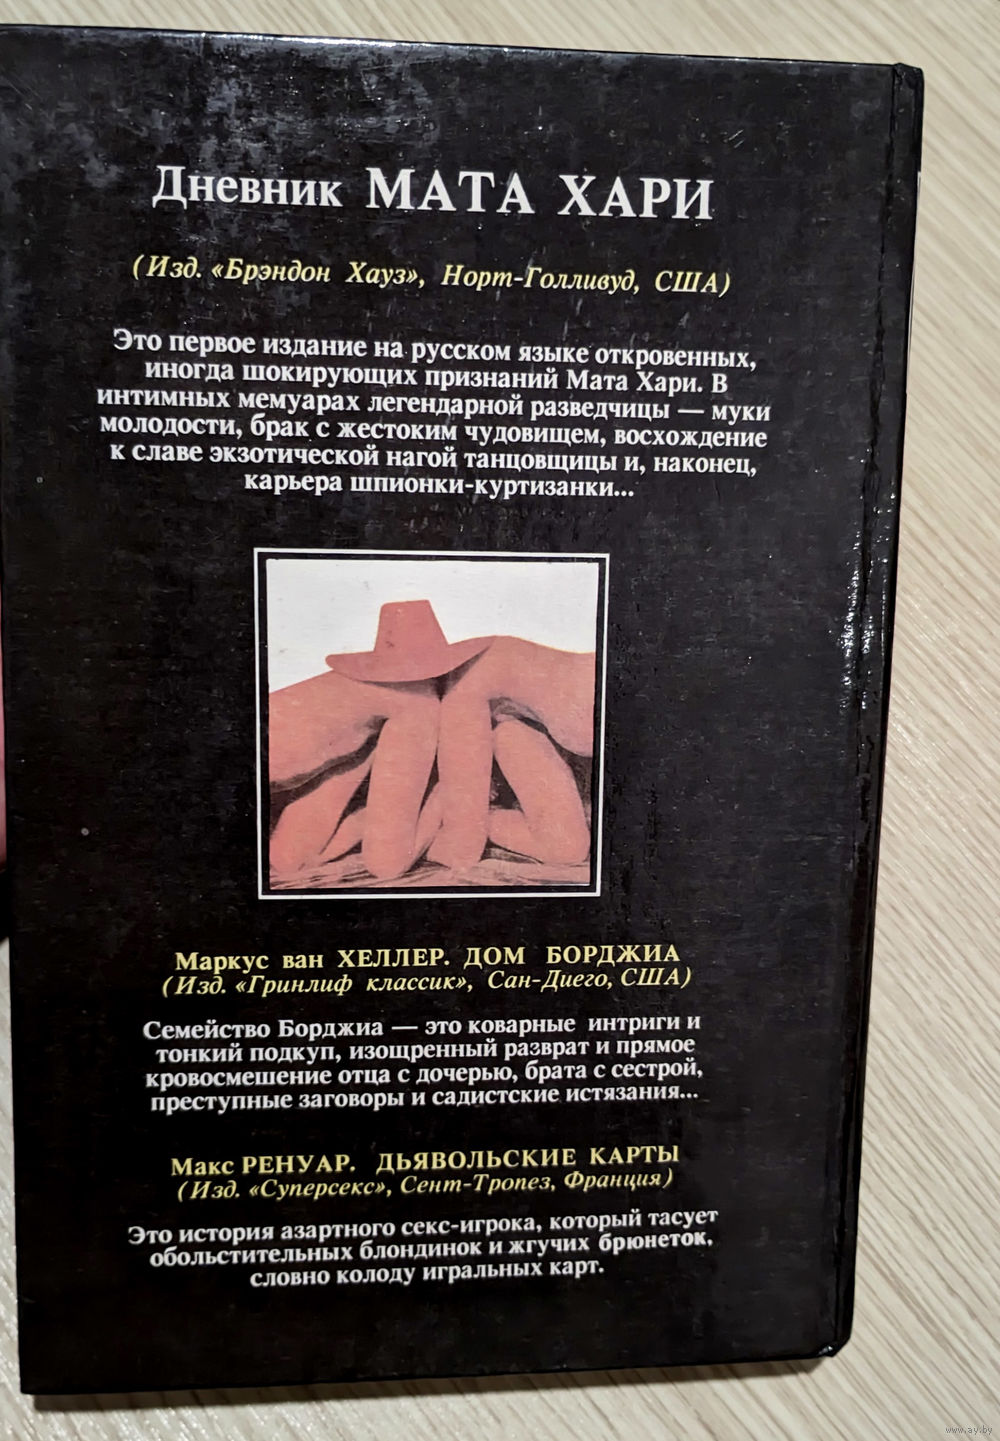 Дневник МАТА ХАРИ
(Изд. «Брэндон Хауз», Норт-Голливуд, США)
Это первое издание на русском языке откровенных,
иногда шокирующих признаний Мата Хари. В
интимных мемуарах легендарной разведчицы — муки
молодости, брак с жестоким чудовищем, восхождение
к славе экзотической нагой танцовщицы и, наконец,
карьера шпионки-куртизанки...
Маркус ван ХЕЛЛЕР. ДОМ БОРДЖИА
(Изд. «Гринлиф классик», Сан-Диего, США)
Семейство Борджиа — это коварные интриги и
тонкий подкуп, изощренный разврат и прямое
кровосмешение отца с дочерью, брата с сестрой,
преступные заговоры и садистские истязания...
Макс РЕНУАР. ДЬЯВОЛЬСКИЕ КАРТЫ
(Изд. «Суперсекс», Сент-Тропез, Франция)
Это история азартного секс-игрока, который тасует
обольстительных блондинок и жгучих брюнеток,
словно колоду игральных карт.
www.ay.by